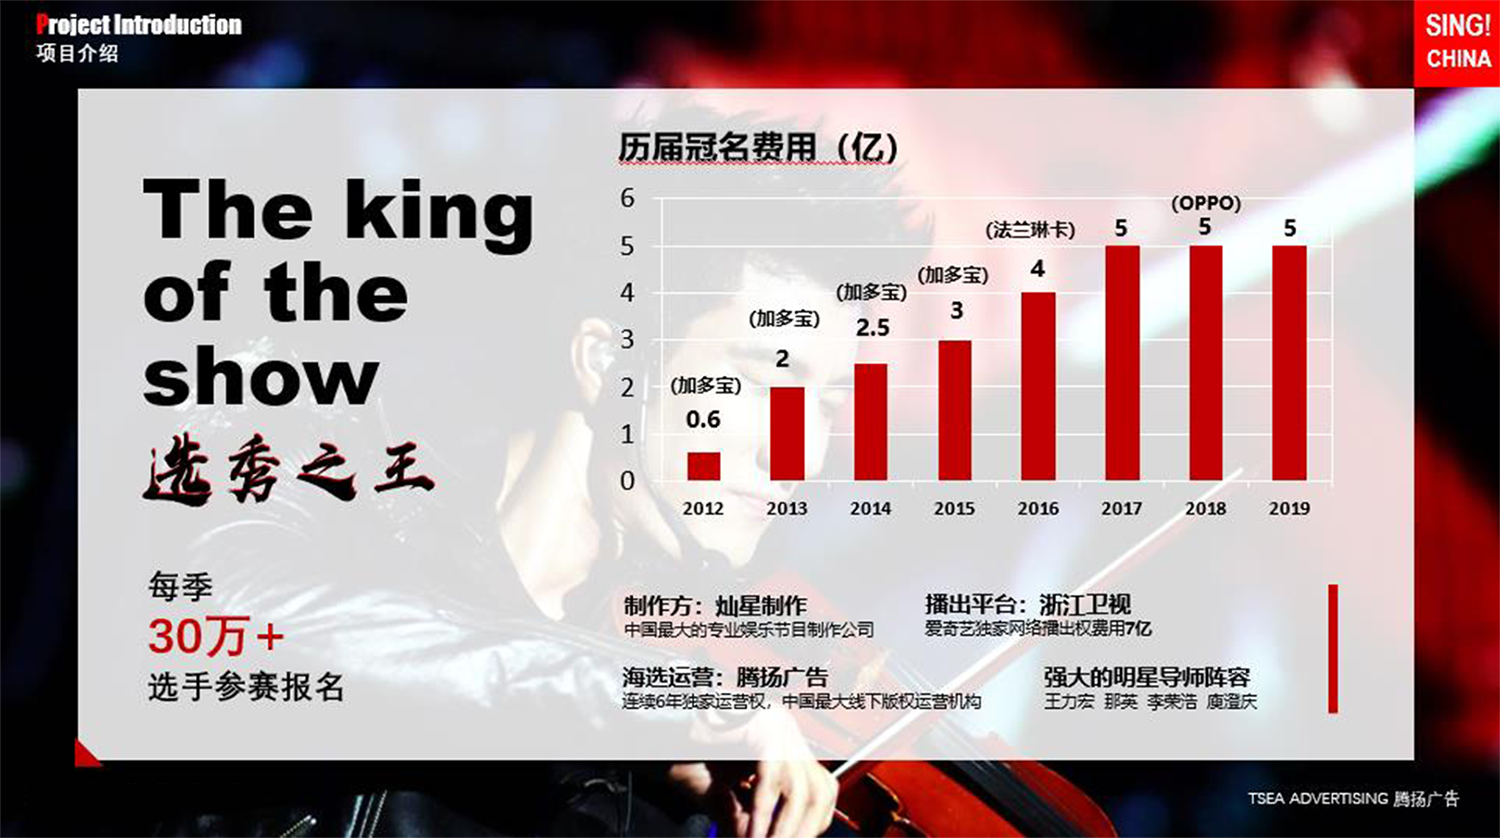 Project Introduction
项目介绍
SING!
CHINA
The king
of the
show
选秀之王
每季
30万+
选手参赛报名
历届冠名费用（亿）
6
5
4
3
2
1
0
(加多宝)
0.6
(加多宝)
2
(加多宝)
2.5
(加多宝)
3
(法兰琳卡)
4
5
(OPPO)
5
5
2012 2013 2014 2015 2016 2017 2018 2019
制作方：灿星制作
中国最大的专业娱乐节目制作公司
播出平台：浙江卫视
爱奇艺独家网络播出权费用7亿
海选运营：腾扬广告
连续6年独家运营权，中国最大线下版权运营机构
强大的明星导师阵容
王力宏 那英 李荣浩 庾澄庆
TSEA ADVERTISING 腾扬广告